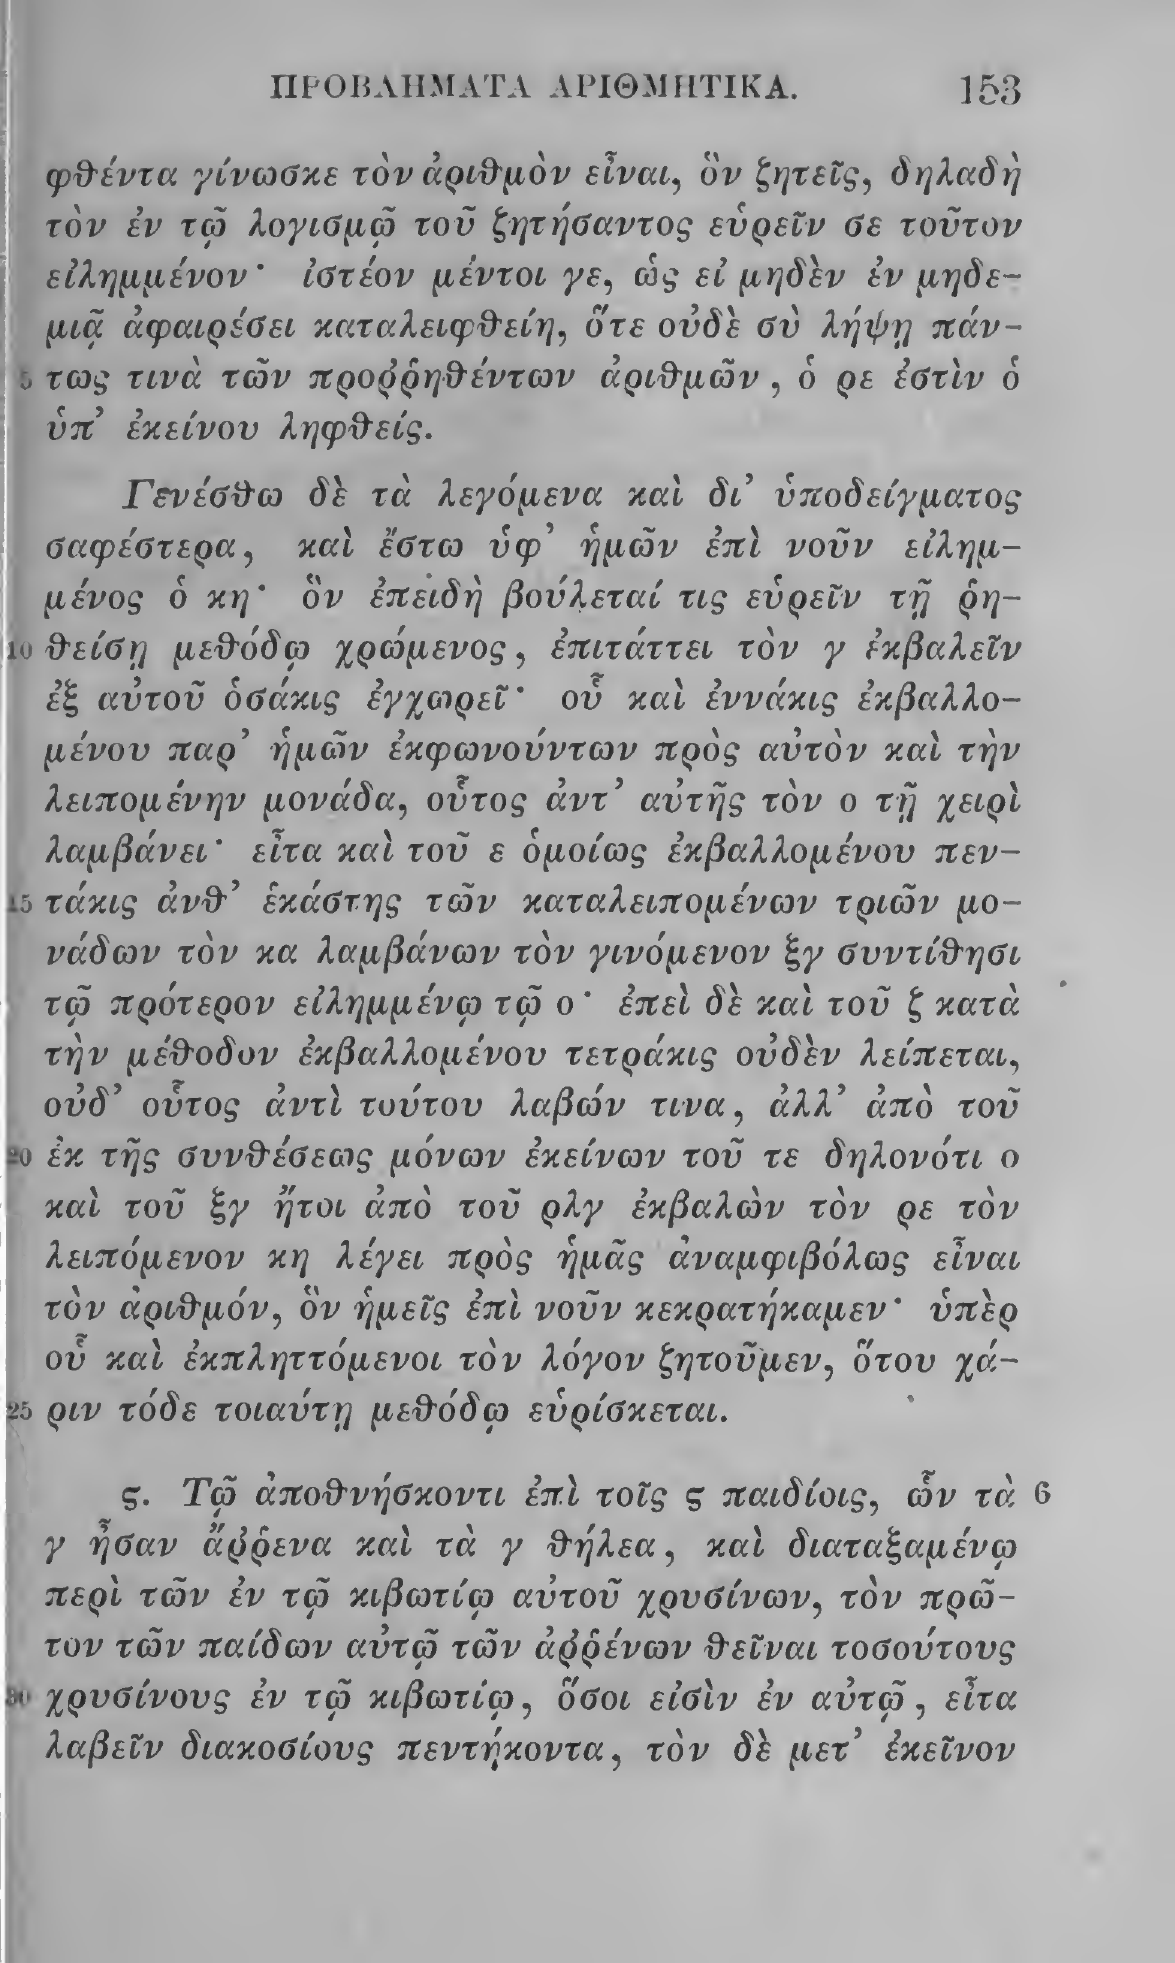 ΠΡΟΒΛΗΜΑΤΑ ΑΡΙΘΜΗΤΙΚΑ. 153
φθέντα γίνωσκε τὸν ἀριθμὸν εἶναι, ὃν ζητεῖς, δηλαδὴ
τὸν ἐν τῷ λογισμῷ τοῦ ζητήσαντος εὑρεῖν σε τοῦτον
εἰλημμένον· ἰστέον μέντοι γε, ὡς εἰ μηδὲν ἐν μηδε-
μιᾷ ἀφαιρέσει καταλειφθείη, ὅτε οὐδὲ σὺ λήψῃ πάν-
5 τως τινὰ τῶν προῤῥηθέντων ἀριθμῶν, ὁ ρε ἐστὶν ὁ
ὑπ’ ἐκείνου ληφθείς.
Γενέσθω δὲ τὰ λεγόμενα καὶ δι’ ὑποδείγματος
σαφέστερα, καὶ ἔστω ὑφ’ ἡμῶν ἐπὶ νοῦν εἰλημ-
μένος ὁ κη· ὃν ἐπειδὴ βούλεταί τις εὑρεῖν τῇ ῥη-
10 θείσῃ μεθόδῳ χρώμενος, ἐπιτάττει τὸν γ ἐκβαλεῖν
ἐξ αὐτοῦ ὁσάκις ἐγχωρεῖ· οὗ καὶ ἐννάκις ἐκβαλλο-
μένου παρ’ ἡμῶν ἐκφωνούντων πρὸς αὐτὸν καὶ τὴν
λειπομένην μονάδα, οὗτος ἀντ’ αὐτῆς τὸν ο τῇ χειρὶ
λαμβάνει· εἶτα καὶ τοῦ ε ὁμοίως ἐκβαλλομένου πεν-
15 τάκις ἀνθ’ ἑκάστης τῶν καταλειπομένων τριῶν μο-
νάδων τὸν κα λαμβάνων τὸν γινόμενον ξγ συντίθησι
τῷ πρότερον εἰλημμένῳ τῷ ο· ἐπεὶ δὲ καὶ τοῦ ζ κατὰ
τὴν μέθοδον ἐκβαλλομένου τετράκις οὐδὲν λείπεται,
οὐδ’ οὗτος ἀντὶ τούτου λαβών τινα, ἀλλ’ ἀπὸ τοῦ
20 ἐκ τῆς συνθέσεως μόνων ἐκείνων τοῦ τε δηλονότι ο
καὶ τοῦ ξγ ἤτοι ἀπὸ τοῦ ρλγ ἐκβαλὼν τὸν ρε τὸν
λειπόμενον κη λέγει πρὸς ἡμᾶς ἀναμφιβόλως εἶναι
τὸν ἀριθμόν, ὃν ἡμεῖς ἐπὶ νοῦν κεκρατήκαμεν· ὑπὲρ
οὗ καὶ ἐκπληττόμενοι τὸν λόγον ζητοῦμεν, ὅτου χά-
25 ριν τόδε τοιαύτῃ μεθόδῳ εὑρίσκεται.
ϛ. Τῷ ἀποθνήσκοντι ἐπὶ τοῖς ϛ παιδίοις, ὧν τὰ 6
γ ἦσαν ἄῤῥενα καὶ τὰ γ θήλεα, καὶ διαταξαμένῳ
περὶ τῶν ἐν τῷ κιβωτίῳ αὐτοῦ χρυσίνων, τὸν πρῶ-
τον τῶν παίδων αὐτῷ τῶν ἀῤῥένων θεῖναι τοσούτους
30 χρυσίνους ἐν τῷ κιβωτίῳ, ὅσοι εἰσὶν ἐν αὐτῷ, εἶτα
λαβεῖν διακοσίους πεντήκοντα, τὸν δὲ μετ’ ἐκεῖνον